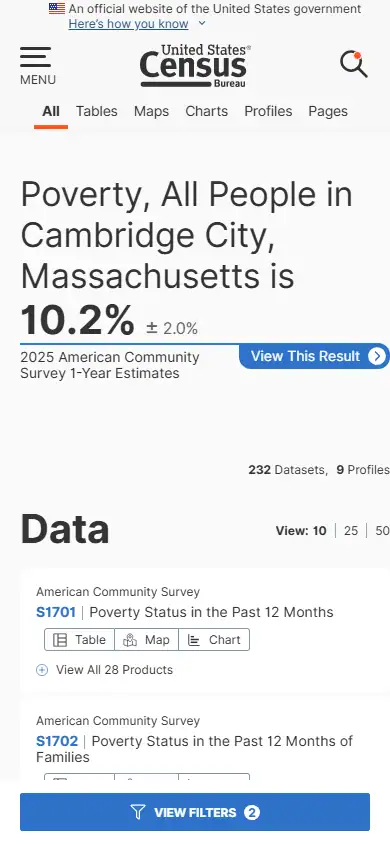 An official website of the United States government
Here's how you know
MENU
United States®
Census
Bureau
All Tables Maps Charts Profiles Pages
Poverty, All People in
Cambridge City,
Massachusetts is
10.2% ± 2.0%
2025 American Community
Survey 1-Year Estimates
View This Result
232 Datasets, 9 Profiles
Data
View: 10 | 25 | 50
American Community Survey
S1701 | Poverty Status in the Past 12 Months
Table Map Chart
View All 28 Products
American Community Survey
S1702 | Poverty Status in the Past 12 Months of
Families
VIEW FILTERS 2